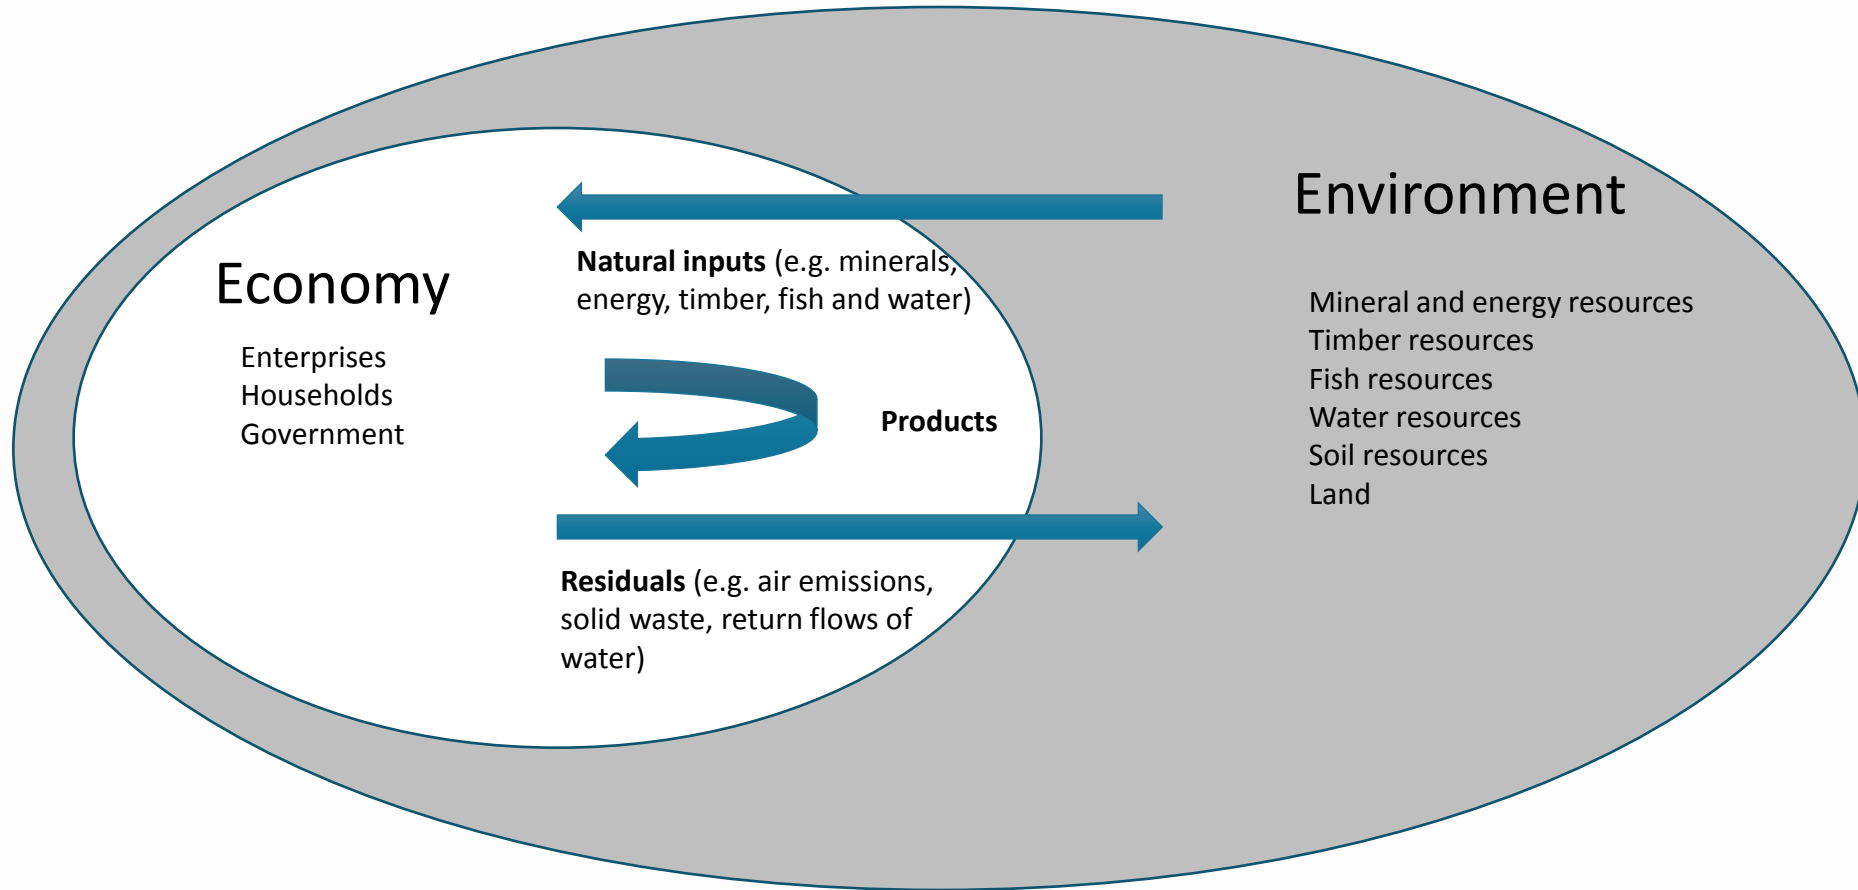 Economy
Enterprises
Households
Government
Natural inputs (e.g. minerals,
energy, timber, fish and water)
Products
Residuals (e.g. air emissions,
solid waste, return flows of
water)
Environment
Mineral and energy resources
Timber resources
Fish resources
Water resources
Soil resources
Land